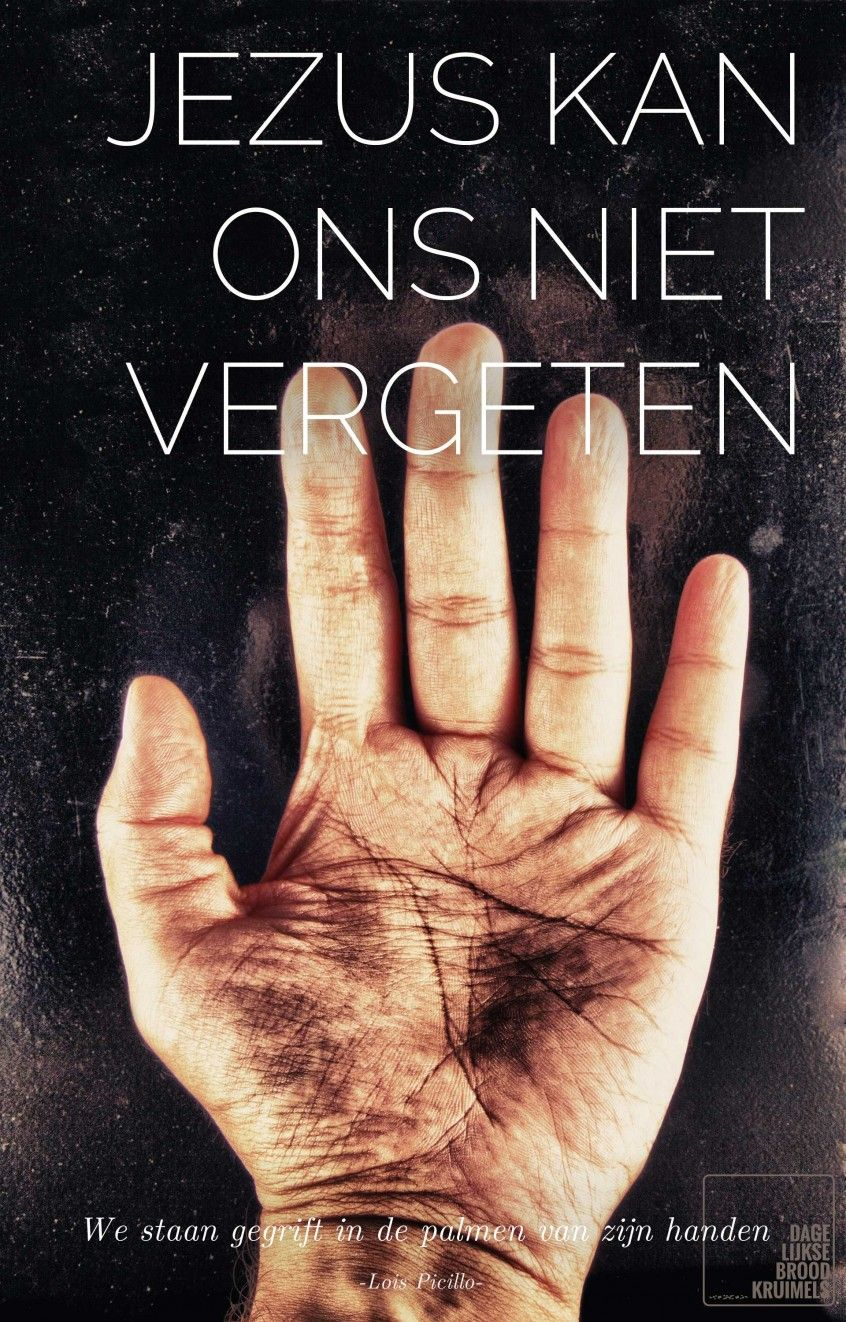 JEZUS KAN
ONS NIET
VERGETEN
We staan gegrift in de palmen van zijn handen
-Lois Picillo-
DAGE
LIJKSE
BROOD
KRUIMELS